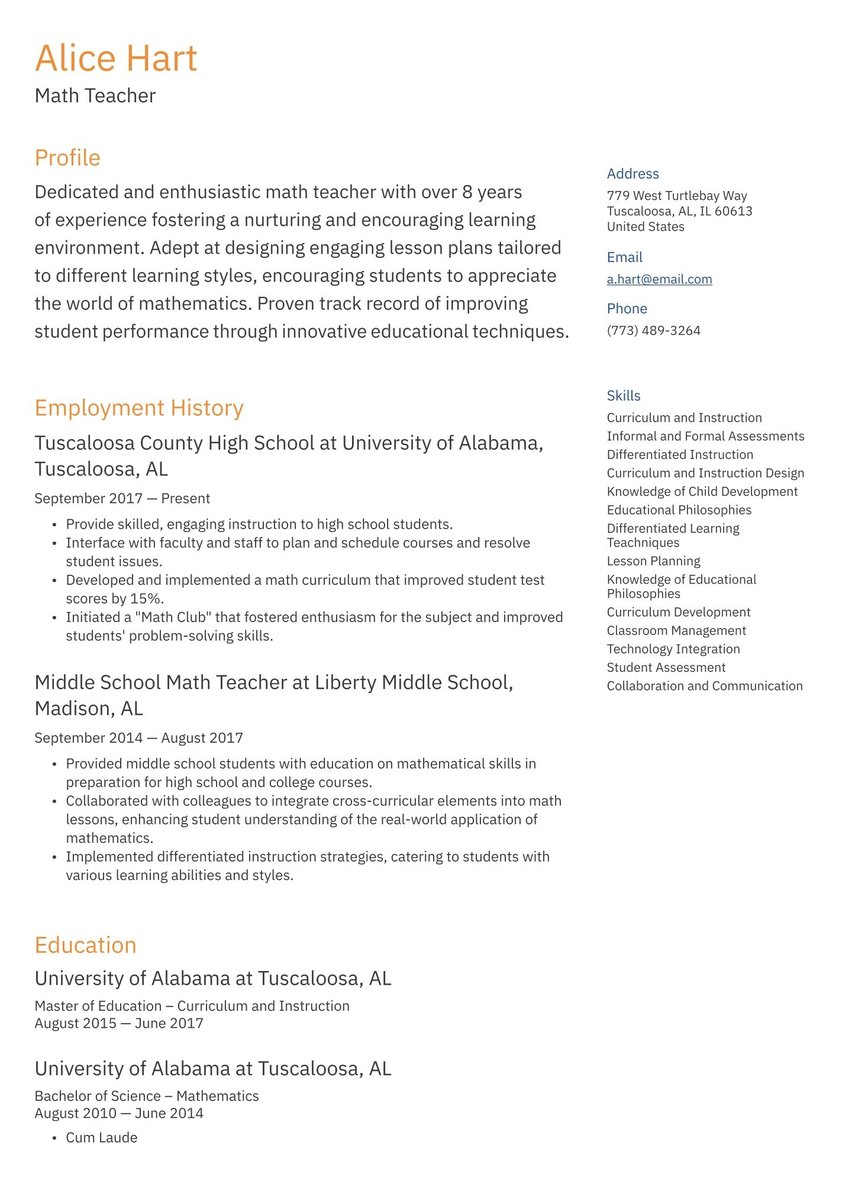 Alice Hart
Math Teacher
Profile
Dedicated and enthusiastic math teacher with over 8 years
of experience fostering a nurturing and encouraging learning
environment. Adept at designing engaging lesson plans tailored
to different learning styles, encouraging students to appreciate
the world of mathematics. Proven track record of improving
student performance through innovative educational techniques.
Employment History
Tuscaloosa County High School at University of Alabama,
Tuscaloosa, AL
September 2017 — Present
• Provide skilled, engaging instruction to high school students.
• Interface with faculty and staff to plan and schedule courses and resolve
student issues.
• Developed and implemented a math curriculum that improved student test
scores by 15%.
• Initiated a "Math Club" that fostered enthusiasm for the subject and improved
students' problem-solving skills.
Middle School Math Teacher at Liberty Middle School,
Madison, AL
September 2014 — August 2017
• Provided middle school students with education on mathematical skills in
preparation for high school and college courses.
• Collaborated with colleagues to integrate cross-curricular elements into math
lessons, enhancing student understanding of the real-world application of
mathematics.
• Implemented differentiated instruction strategies, catering to students with
various learning abilities and styles.
Education
University of Alabama at Tuscaloosa, AL
Master of Education – Curriculum and Instruction
August 2015 — June 2017
University of Alabama at Tuscaloosa, AL
Bachelor of Science – Mathematics
August 2010 — June 2014
• Cum Laude
Address
779 West Turtlebay Way
Tuscaloosa, AL, IL 60613
United States
Email
a.hart@email.com
Phone
(773) 489-3264
Skills
Curriculum and Instruction
Informal and Formal Assessments
Differentiated Instruction
Curriculum and Instruction Design
Knowledge of Child Development
Educational Philosophies
Differentiated Learning
Teachniques
Lesson Planning
Knowledge of Educational
Philosophies
Curriculum Development
Classroom Management
Technology Integration
Student Assessment
Collaboration and Communication